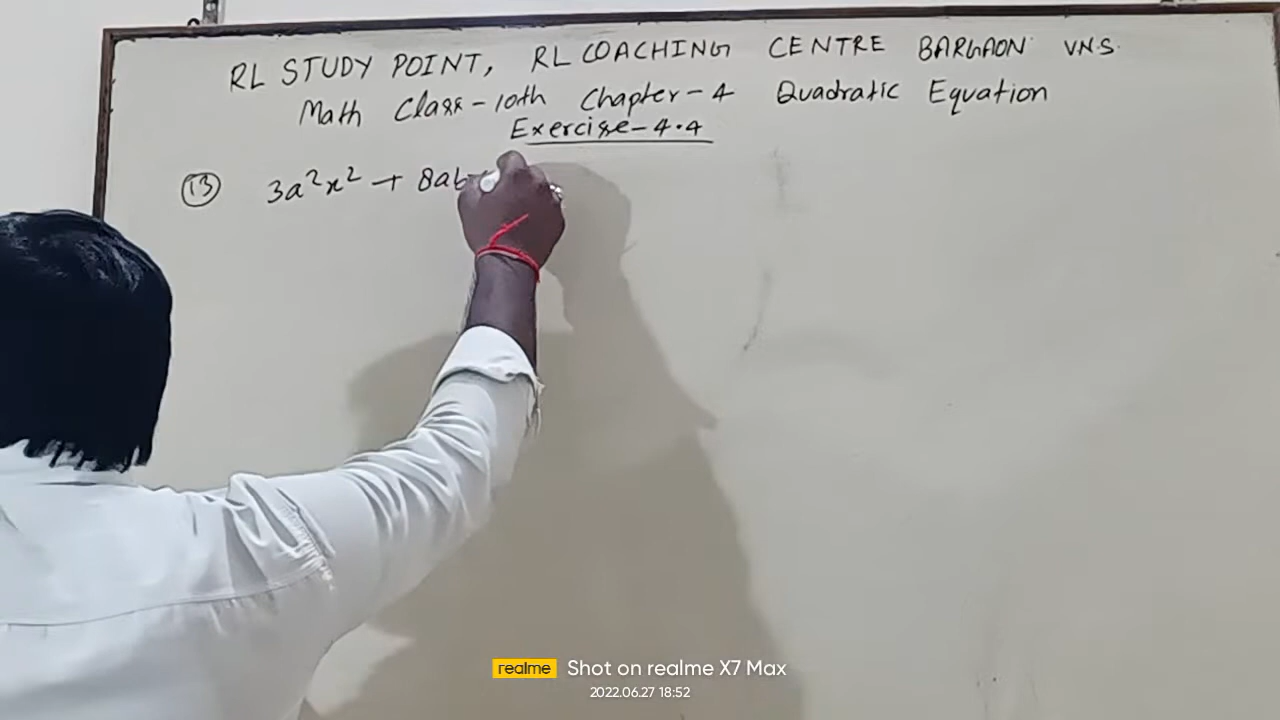 RL STUDY POINT, RL COACHING CENTRE BARGAON VNS.
Math Class-10th Chapter-4 Quadratic Equation
Exercise-4.4
(13) 3a²x² + 8ab
realme Shot on realme X7 Max
2022.06.27 18:52